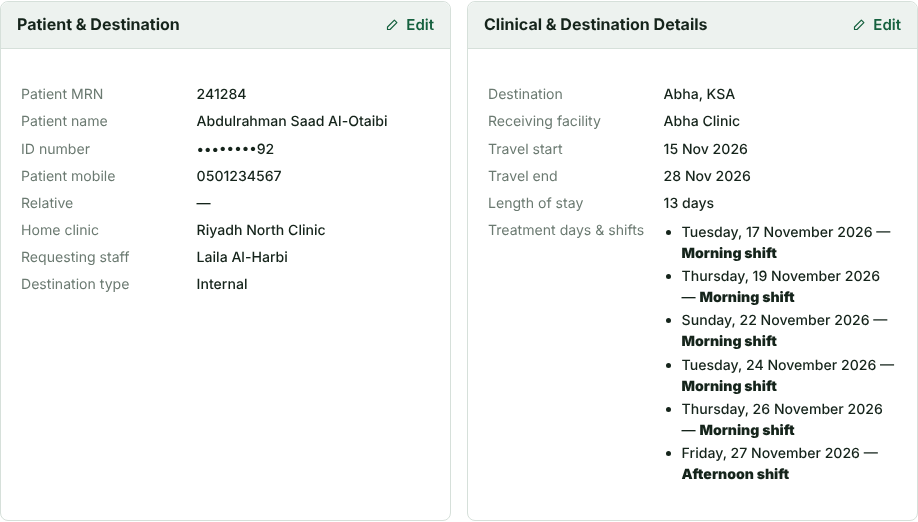 Patient & Destination
Edit
Patient MRN 241284
Patient name Abdulrahman Saad Al-Otaibi
ID number ••••••••92
Patient mobile 0501234567
Relative —
Home clinic Riyadh North Clinic
Requesting staff Laila Al-Harbi
Destination type Internal
Clinical & Destination Details
Edit
Destination Abha, KSA
Receiving facility Abha Clinic
Travel start 15 Nov 2026
Travel end 28 Nov 2026
Length of stay 13 days
Treatment days & shifts • Tuesday, 17 November 2026 —
Morning shift
• Thursday, 19 November 2026
— Morning shift
• Sunday, 22 November 2026 —
Morning shift
• Tuesday, 24 November 2026 —
Morning shift
• Thursday, 26 November 2026
— Morning shift
• Friday, 27 November 2026 —
Afternoon shift